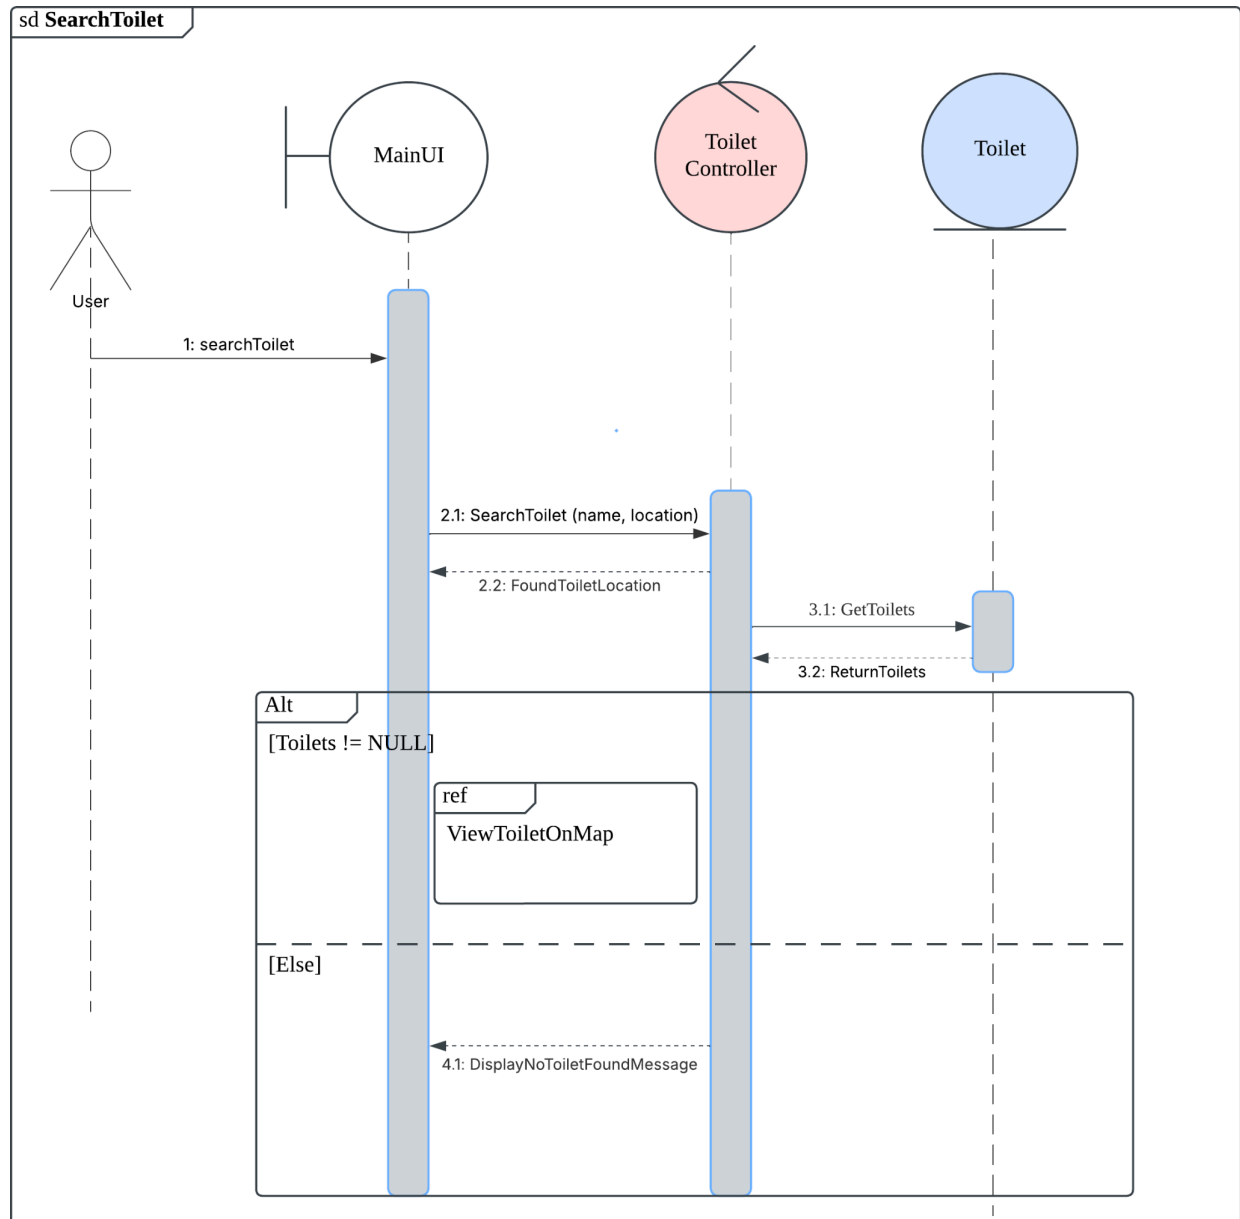 sd SearchToilet
MainUI
Toilet
Controller
Toilet
User
1: searchToilet
2.1: SearchToilet (name, location)
2.2: FoundToiletLocation
3.1: GetToilets
3.2: ReturnToilets
Alt
[Toilets != NULL]
ref
ViewToiletOnMap
[Else]
4.1: DisplayNoToiletFoundMessage